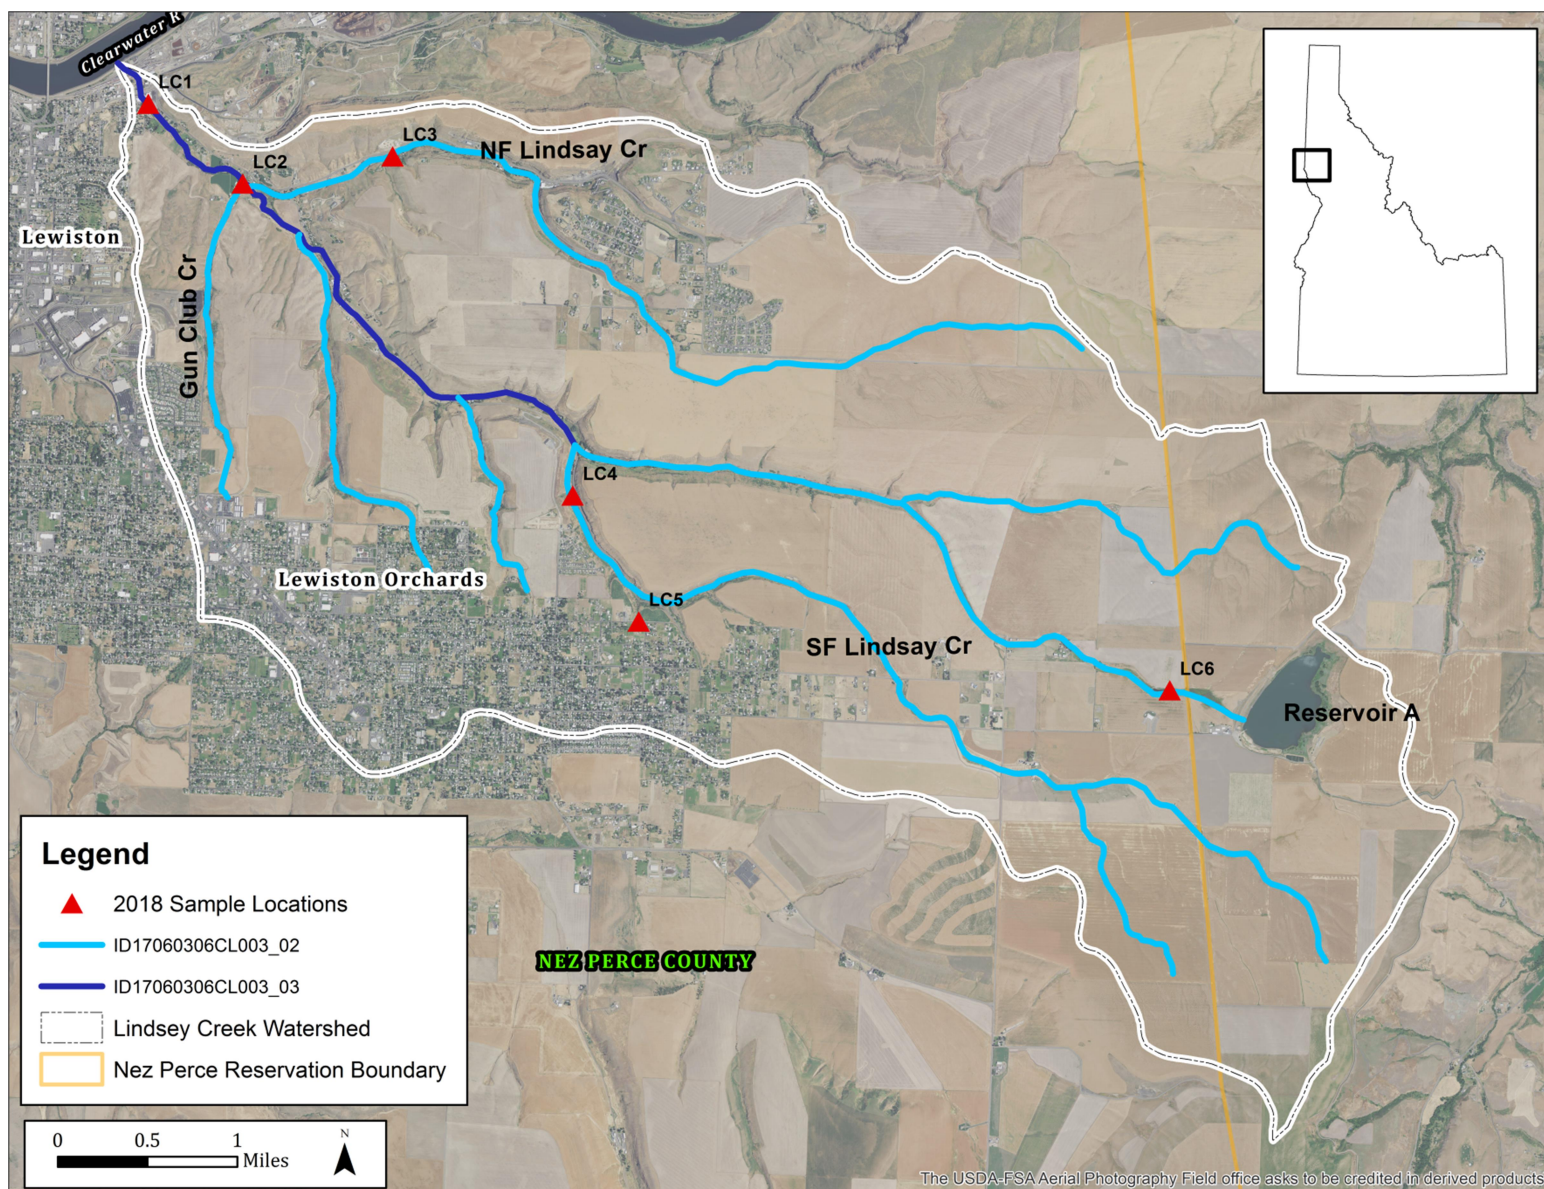 Clearwater R
LC1
LC2
LC3
NF Lindsay Cr
Lewiston
Gun Club Cr
LC4
Lewiston Orchards
LC5
SF Lindsay Cr
LC6
Reservoir A
NEZ PERCE COUNTY
Legend
2018 Sample Locations
ID17060306CL003_02
ID17060306CL003_03
Lindsey Creek Watershed
Nez Perce Reservation Boundary
0 0.5 1
Miles
N
The USDA-FSA Aerial Photography Field office asks to be credited in derived products